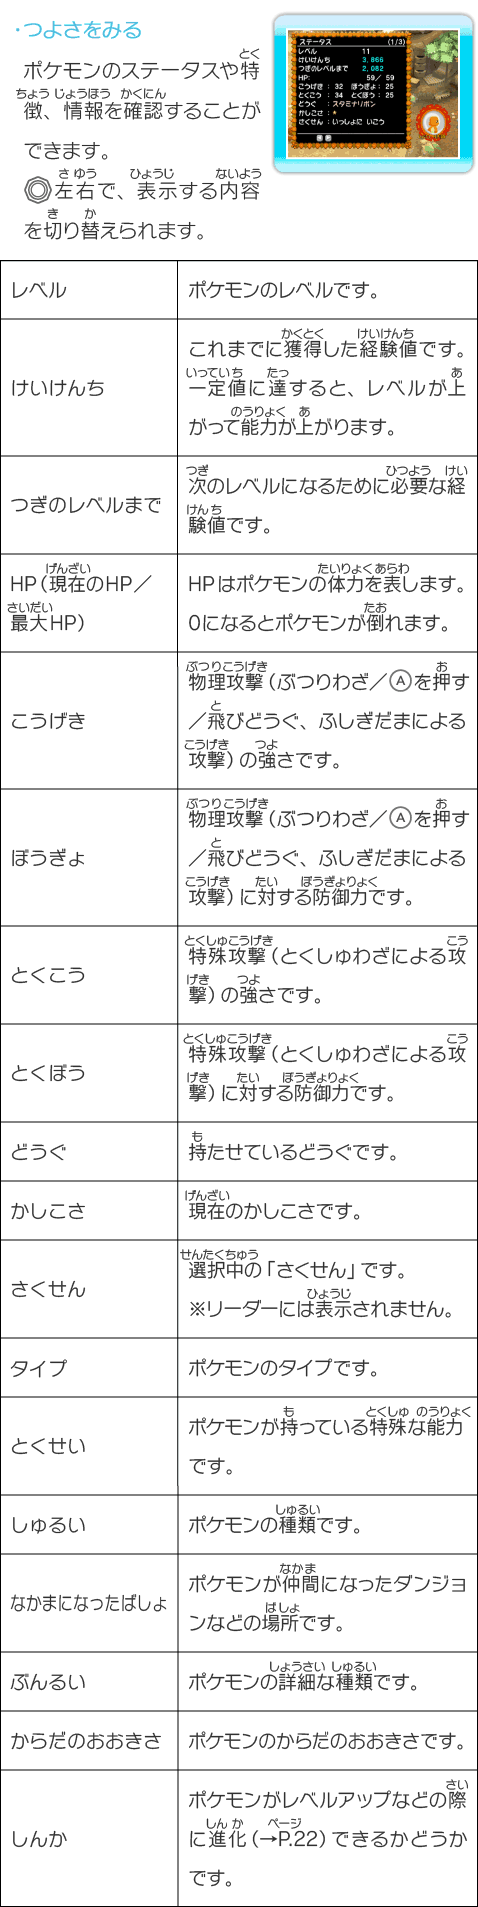 ・つよさをみる
ポケモンのステータスや特
徴、情報を確認することが
できます。
左右で、表示する内容
を切り替えられます。
ステータス (1/3)
レベル 11
けいけんち 3,866
つぎのレベルまで 2,082
HP: 59/ 59
こうげき: 32 ぼうぎょ: 25
とくこう: 34 とくぼう: 25
どうぐ :スタミナリボン
かしこさ :★
さくせん:いっしょに いこう
レベル
ポケモンのレベルです。
けいけんち
これまでに獲得した経験値です。
一定値に達すると、レベルが上
がって能力が上がります。
つぎのレベルまで
次のレベルになるために必要な経
験値です。
HP(現在のHP/
最大HP)
HPはポケモンの体力を表します。
0になるとポケモンが倒れます。
こうげき
物理攻撃(ぶつりわざ/Ⓐを押す
/飛びどうぐ、ふしぎだまによる
攻撃)の強さです。
ぼうぎょ
物理攻撃(ぶつりわざ/Ⓐを押す
/飛びどうぐ、ふしぎだまによる
攻撃)に対する防御力です。
とくこう
特殊攻撃(とくしゅわざによる攻
撃)の強さです。
とくぼう
特殊攻撃(とくしゅわざによる攻
撃)に対する防御力です。
どうぐ
持たせているどうぐです。
かしこさ
現在のかしこさです。
さくせん
選択中の「さくせん」です。
※リーダーには表示されません。
タイプ
ポケモンのタイプです。
とくせい
ポケモンが持っている特殊な能力
です。
しゅるい
ポケモンの種類です。
なかまになったばしょ
ポケモンが仲間になったダンジョ
ンなどの場所です。
ぶんるい
ポケモンの詳細な種類です。
からだのおおきさ
ポケモンのからだのおおきさです。
しんか
ポケモンがレベルアップなどの際
に進化(→P.22)できるかどうか
です。